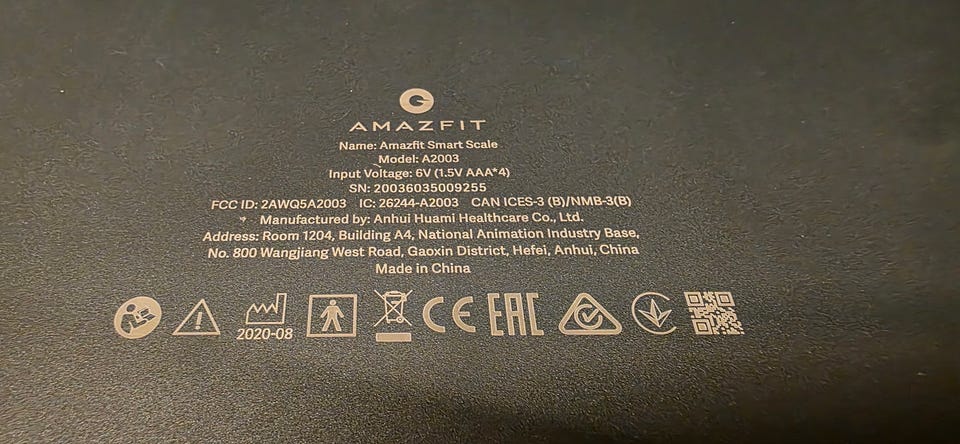 AMAZFIT
Name: Amazfit Smart Scale
Model: A2003
Input Voltage: 6V (1.5V AAA*4)
SN: 20036035009255
FCC ID: 2AWQ5A2003 IC: 26244-A2003 CAN ICES-3 (B)/NMB-3(B)
Manufactured by: Anhui Huami Healthcare Co., Ltd.
Address: Room 1204, Building A4, National Animation Industry Base,
No. 800 Wangjiang West Road, Gaoxin District, Hefei, Anhui, China
Made in China
2020-08 CE EAC